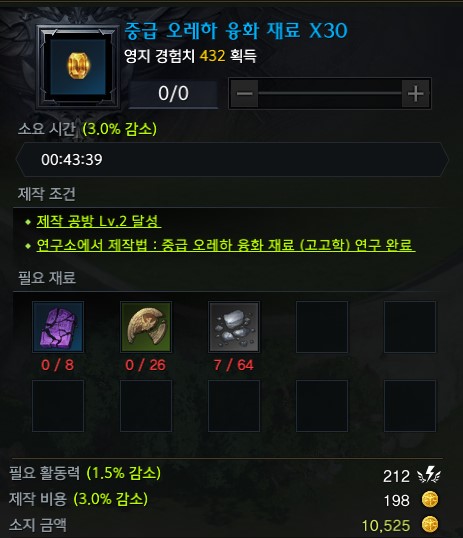 중급 오레하 융화 재료 X30
영지 경험치 432 획득
0/0
소요 시간 (3.0% 감소)
00:43:39
제작 조건
제작 공방 Lv.2 달성
연구소에서 제작법 : 중급 오레하 융화 재료 (고고학) 연구 완료
필요 재료
0 / 8 0 / 26 7 / 64
필요 활동력 (1.5% 감소) 212
제작 비용 (3.0% 감소) 198
소지 금액 10,525